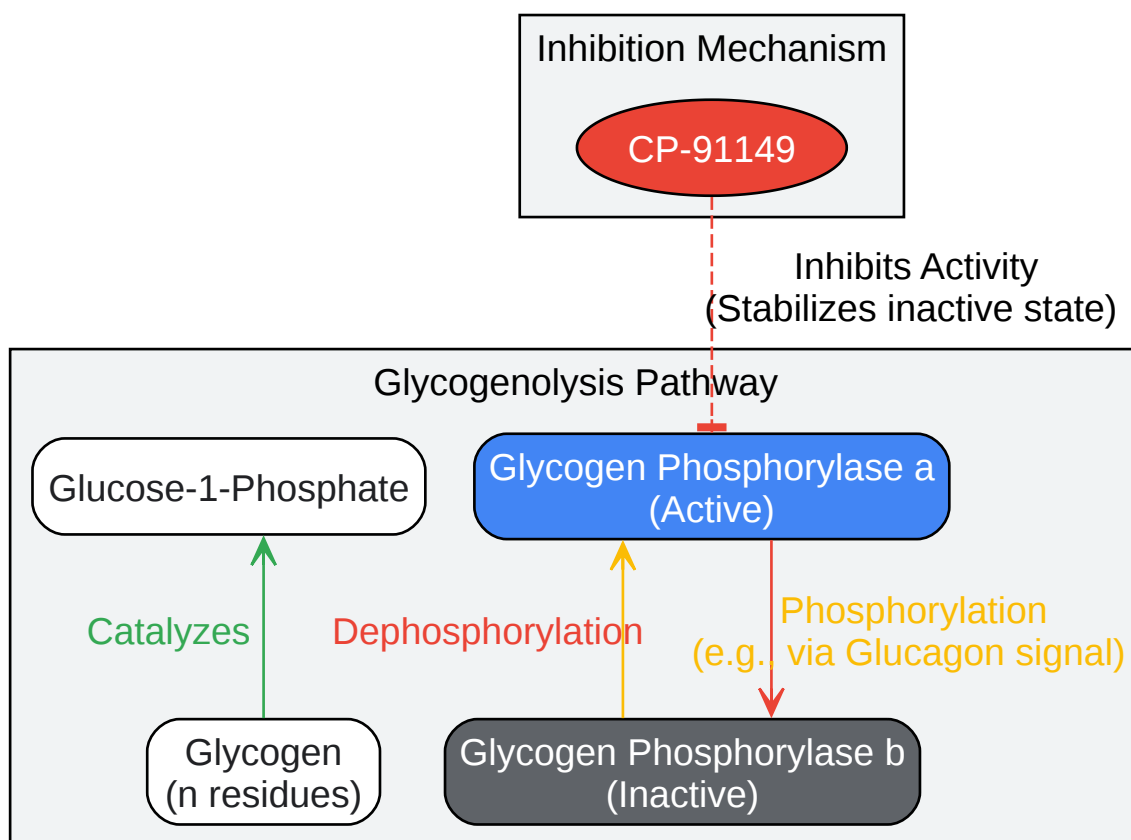 Inhibition Mechanism
CP-91149
Inhibits Activity
(Stabilizes inactive state)
Glycogenolysis Pathway
Glucose-1-Phosphate
Glycogen Phosphorylase a
(Active)
Catalyzes
Dephosphorylation
Phosphorylation
(e.g., via Glucagon signal)
Glycogen
(n residues)
Glycogen Phosphorylase b
(Inactive)